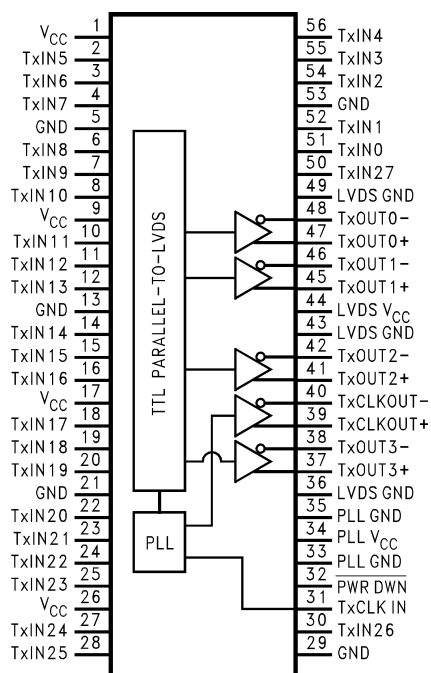 VCC 1
TxIN5 2
TxIN6 3
TxIN7 4
GND 5
TxIN8 6
TxIN9 7
TxIN10 8
VCC 9
TxIN11 10
TxIN12 11
TxIN13 12
GND 13
TxIN14 14
TxIN15 15
TxIN16 16
VCC 17
TxIN17 18
TxIN18 19
TxIN19 20
GND 21
TxIN20 22
TxIN21 23
TxIN22 24
TxIN23 25
VCC 26
TxIN24 27
TxIN25 28
TTL PARALLEL-TO-LVDS
PLL
56 TxIN4
55 TxIN3
54 TxIN2
53 GND
52 TxIN1
51 TxIN0
50 TxIN27
49 LVDS GND
48 TxOUT0-
47 TxOUT0+
46 TxOUT1-
45 TxOUT1+
44 LVDS VCC
43 LVDS GND
42 TxOUT2-
41 TxOUT2+
40 TxCLKOUT-
39 TxCLKOUT+
38 TxOUT3-
37 TxOUT3+
36 LVDS GND
35 PLL GND
34 PLL VCC
33 PLL GND
32 PWR DWN
31 TxCLK IN
30 TxIN26
29 GND